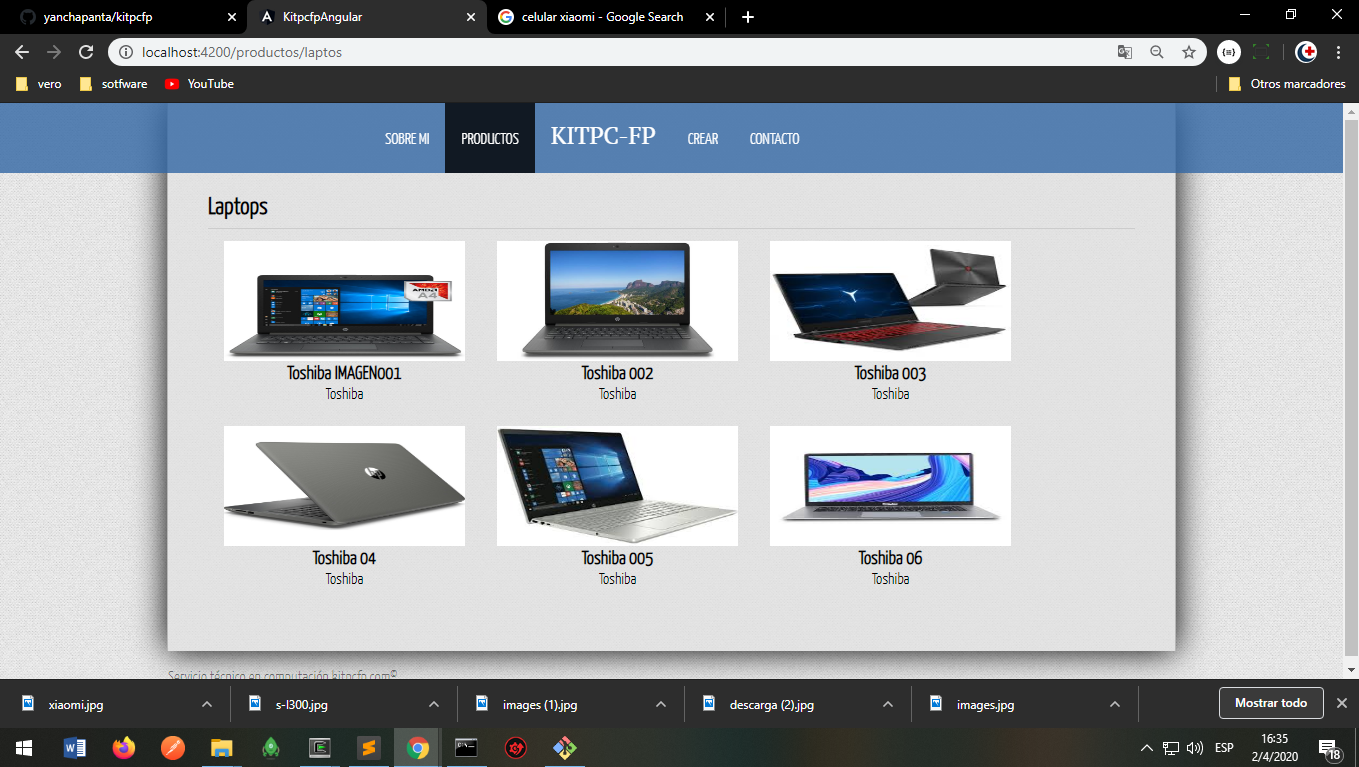 yanchapanta/kitpcfp
KitpcfpAngular
celular xiaomi - Google Search
localhost:4200/productos/laptos
vero
sotfware
YouTube
Otros marcadores
SOBRE MI
PRODUCTOS
KITPC-FP
CREAR
CONTACTO
Laptops
AMD
A4
Toshiba IMAGEN001
Toshiba
Toshiba 002
Toshiba
Toshiba 003
Toshiba
Toshiba 04
Toshiba
Toshiba 005
Toshiba
Toshiba 06
Toshiba
Servicio técnico en computación kitpcfp.com©
xiaomi.jpg
s-l300.jpg
images (1).jpg
descarga (2).jpg
images.jpg
Mostrar todo
ESP
16:35
2/4/2020
18